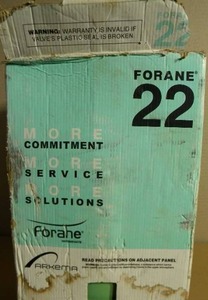 FORANE
22
WARNING: WARRANTY IS INVALID IF
VALVE'S PLASTIC SEAL IS BROKEN.
FORANE®
22
MORE
COMMITMENT
MORE
SERVICE
MORE
SOLUTIONS
Forane
ARKEMA
READ PRECAUTIONS ON ADJACENT PANEL